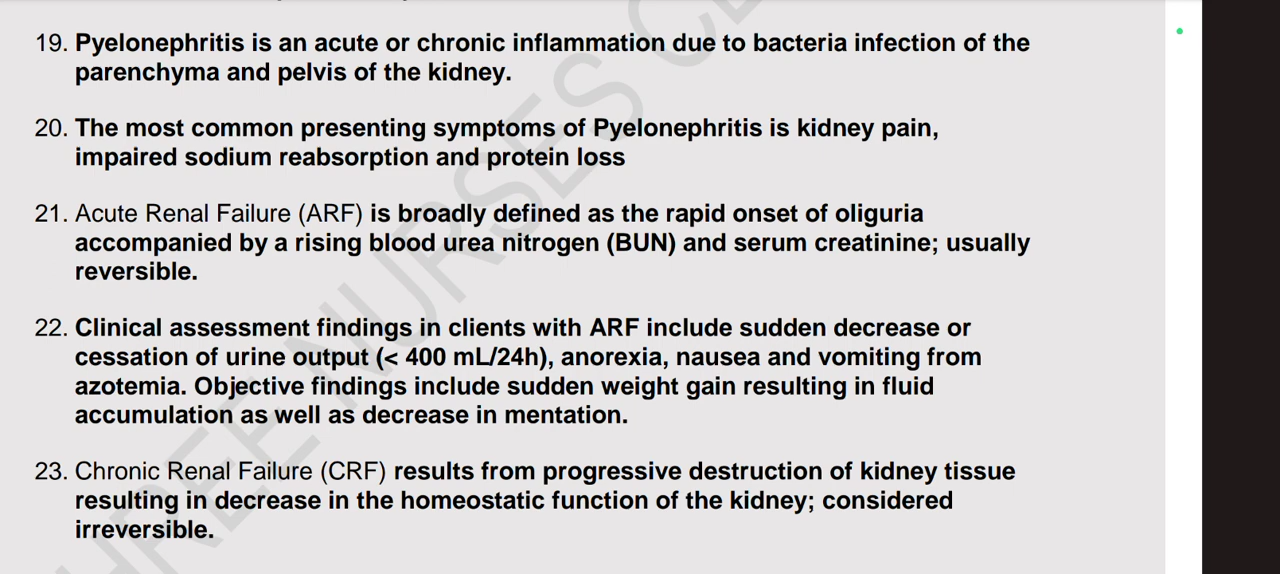 19. Pyelonephritis is an acute or chronic inflammation due to bacteria infection of the
parenchyma and pelvis of the kidney.
20. The most common presenting symptoms of Pyelonephritis is kidney pain,
impaired sodium reabsorption and protein loss
21. Acute Renal Failure (ARF) is broadly defined as the rapid onset of oliguria
accompanied by a rising blood urea nitrogen (BUN) and serum creatinine; usually
reversible.
22. Clinical assessment findings in clients with ARF include sudden decrease or
cessation of urine output (< 400 mL/24h), anorexia, nausea and vomiting from
azotemia. Objective findings include sudden weight gain resulting in fluid
accumulation as well as decrease in mentation.
23. Chronic Renal Failure (CRF) results from progressive destruction of kidney tissue
resulting in decrease in the homeostatic function of the kidney; considered
irreversible.
NURSES